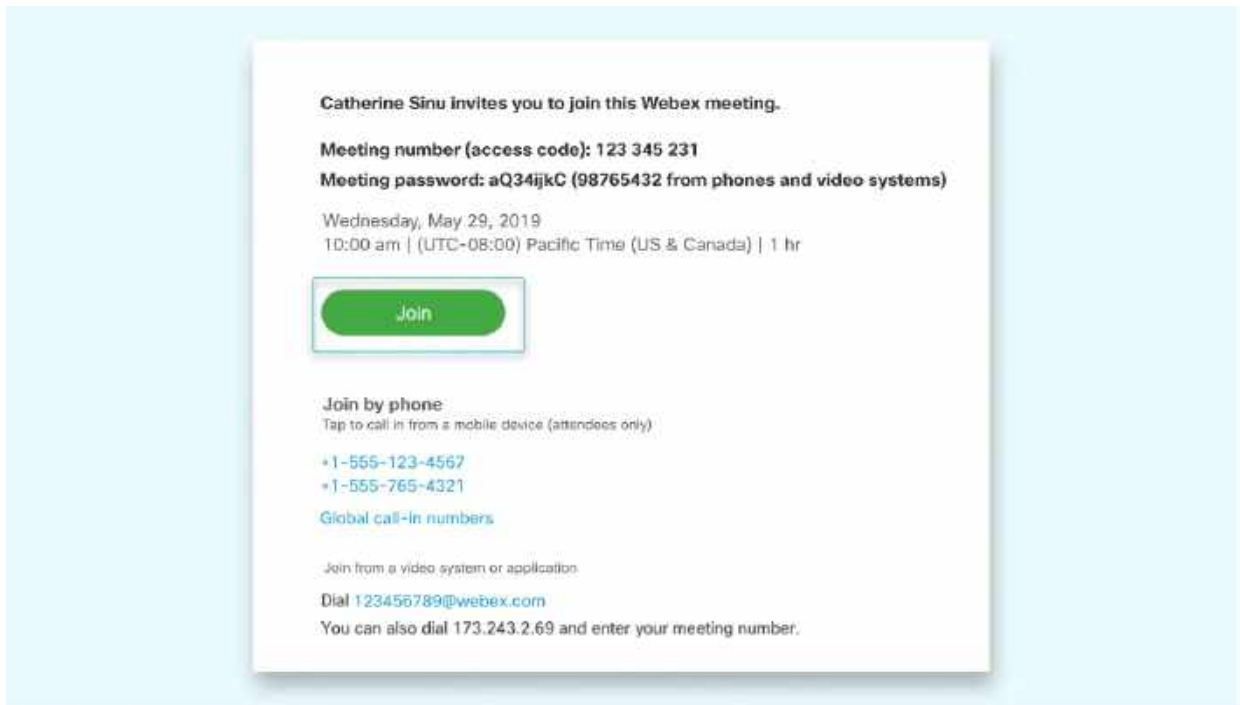 Catherine Sinu invites you to join this Webex meeting.
Meeting number (access code): 123 345 231
Meeting password: aQ34ijkC (98765432 from phones and video systems)
Wednesday, May 29, 2019
10:00 am | (UTC-08:00) Pacific Time (US & Canada) | 1 hr
Join
Join by phone
Tap to call in from a mobile device (attendees only)
+1-555-123-4567
+1-555-765-4321
Global call-in numbers
Join from a video system or application
Dial 123456789@webex.com
You can also dial 173.243.2.69 and enter your meeting number.